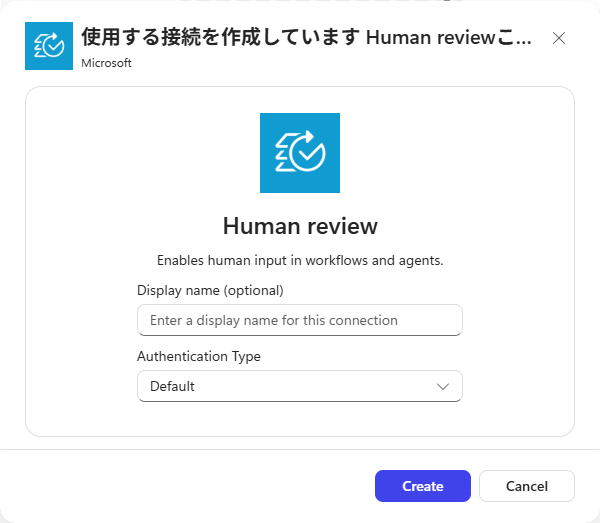 使用する接続を作成しています Human reviewこ...
Microsoft
Human review
Enables human input in workflows and agents.
Display name (optional)
Enter a display name for this connection
Authentication Type
Default
Create
Cancel